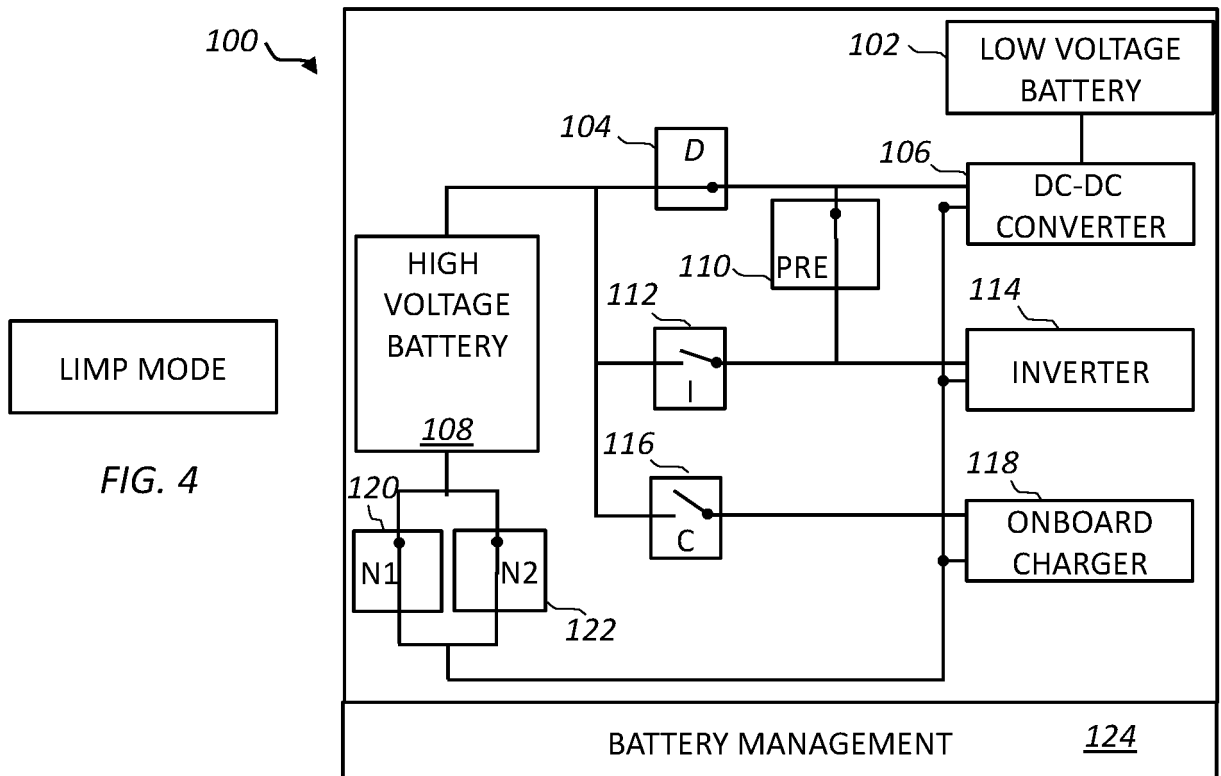 100
102
LOW VOLTAGE
BATTERY
104
D
106
DC-DC
CONVERTER
HIGH
VOLTAGE
BATTERY
108
110
PRE
112
I
114
INVERTER
LIMP MODE
FIG. 4
116
C
118
ONBOARD
CHARGER
120
N1
N2
122
BATTERY MANAGEMENT
124